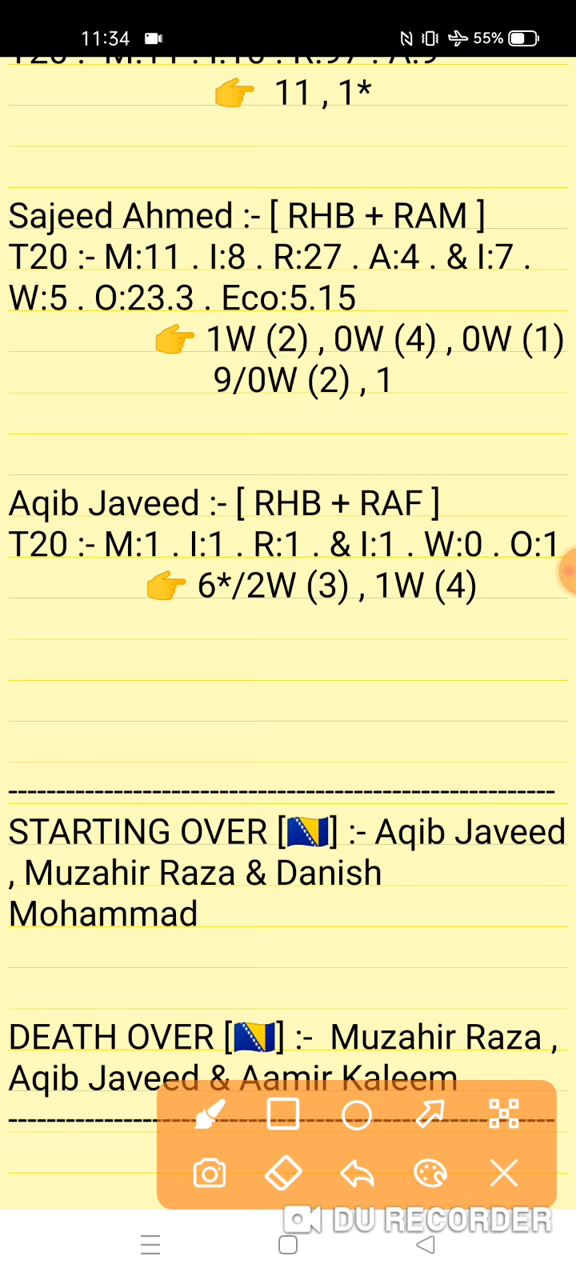 11:34 55%
👉 11 , 1*
Sajeed Ahmed :- [ RHB + RAM ]
T20 :- M:11 . I:8 . R:27 . A:4 . & I:7 .
W:5 . O:23.3 . Eco:5.15
👉 1W (2) , 0W (4) , 0W (1)
9/0W (2) , 1
Aqib Javeed :- [ RHB + RAF ]
T20 :- M:1 . I:1 . R:1 . & I:1 . W:0 . O:1
👉 6*/2W (3) , 1W (4)
------------------------------------------------------
STARTING OVER [🇧🇦] :- Aqib Javeed
, Muzahir Raza & Danish
Mohammad
DEATH OVER [🇧🇦] :- Muzahir Raza ,
Aqib Javeed & Aamir Kaleem
------------------------------------------------------
DU RECORDER